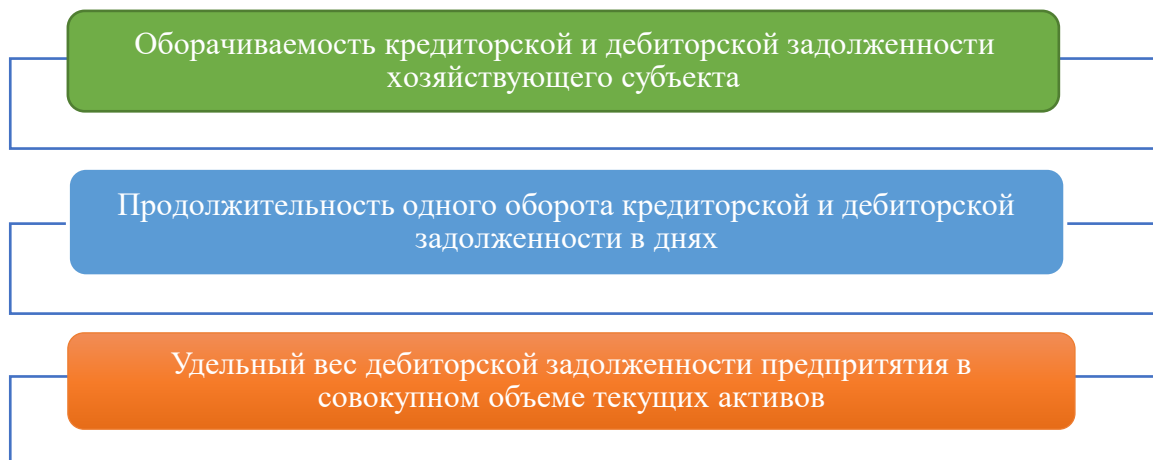 Оборачиваемость кредиторской и дебиторской задолженности
хозяйствующего субъекта
Продолжительность одного оборота кредиторской и дебиторской
задолженности в днях
Удельный вес дебиторской задолженности предпритятия в
совокупном объеме текущих активов